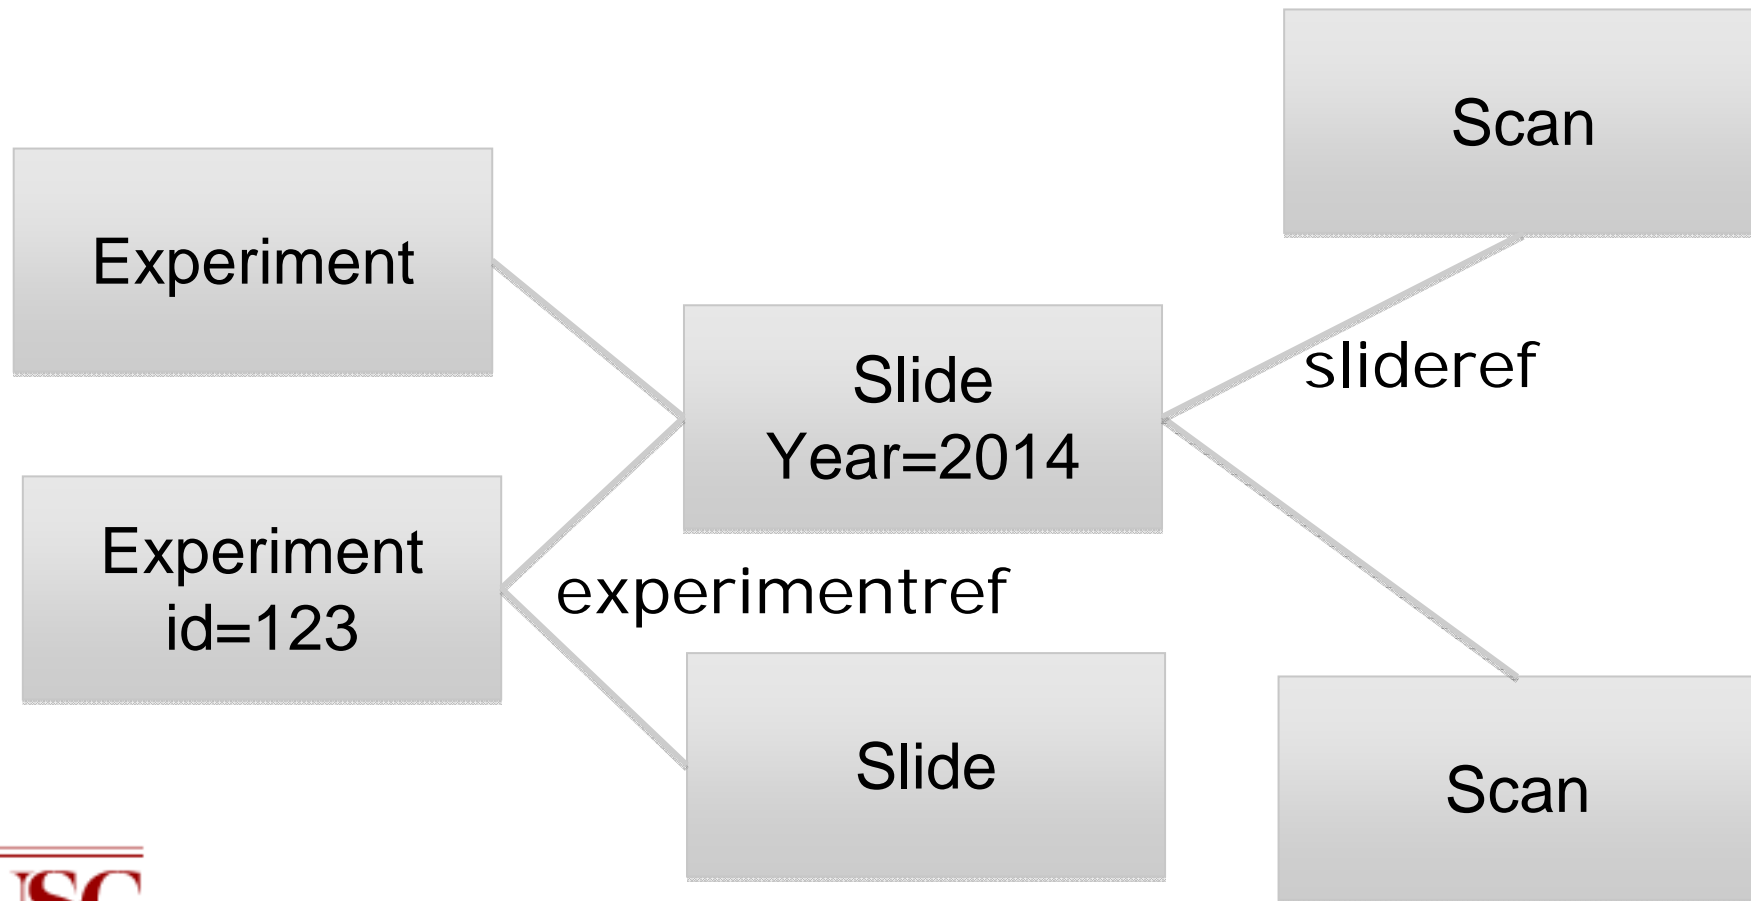 Scan
Experiment
Slide
Year=2014
slideref
Experiment
id=123
experimentref
Slide
Scan